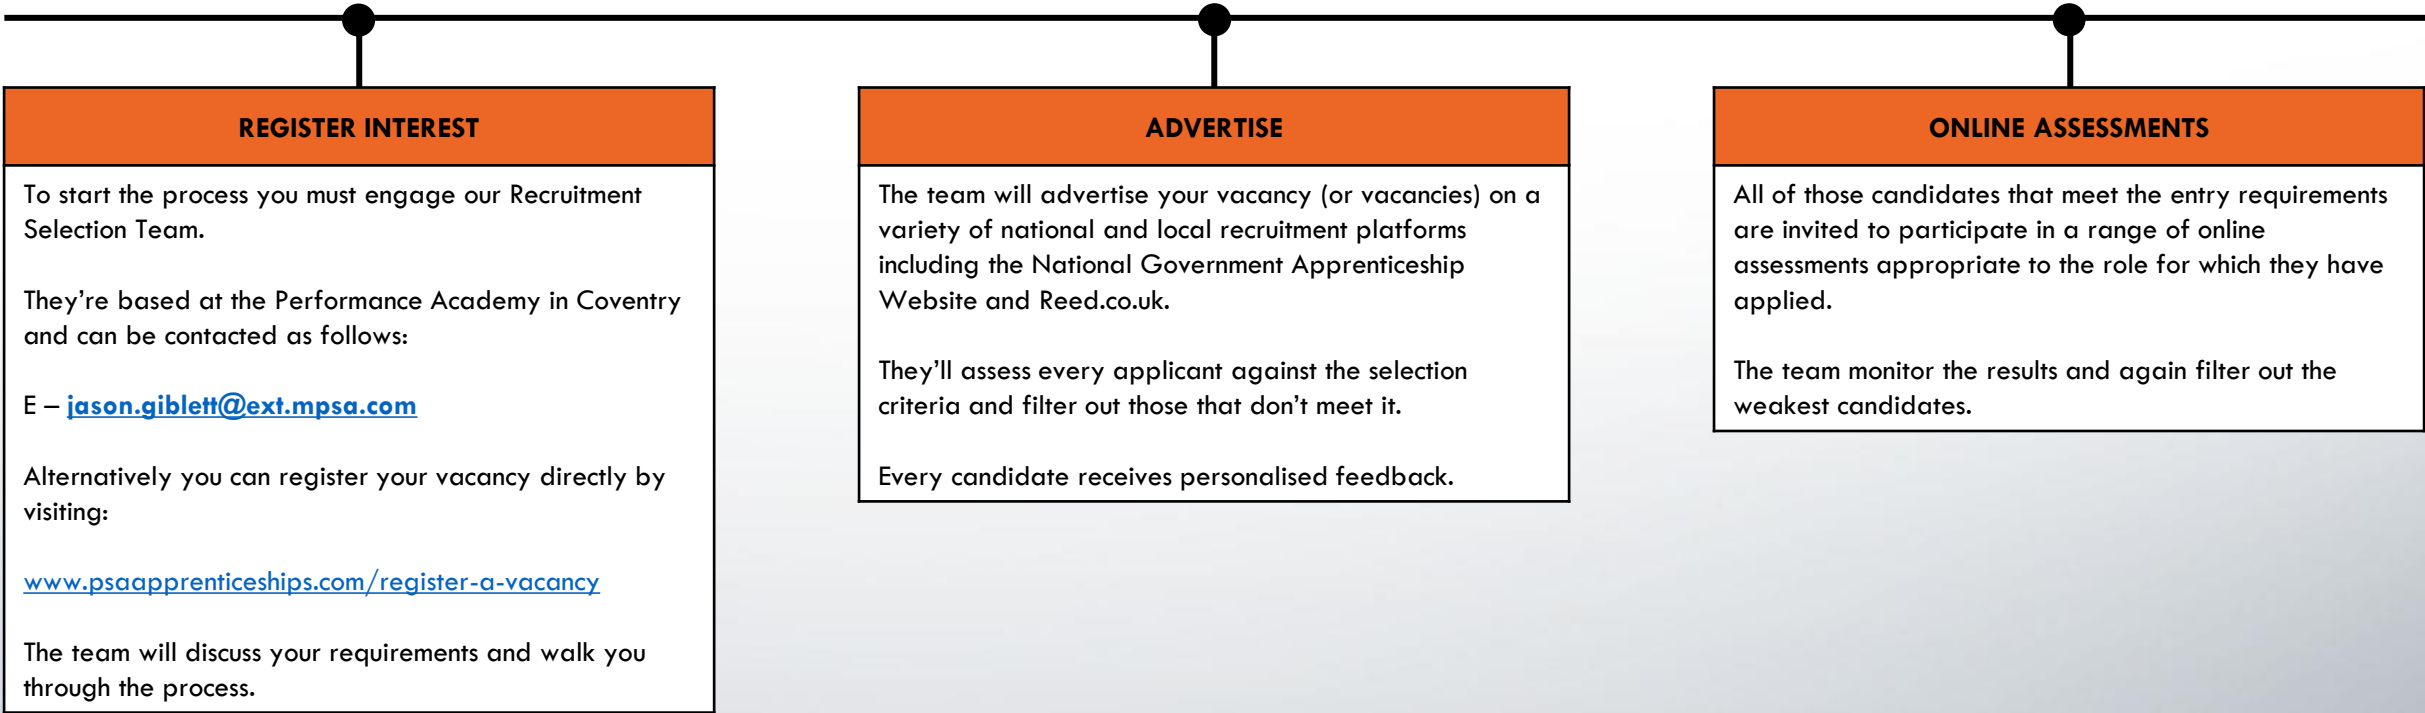 REGISTER INTEREST
To start the process you must engage our Recruitment
Selection Team.
They’re based at the Performance Academy in Coventry
and can be contacted as follows:
E – jason.giblett@ext.mpsa.com
Alternatively you can register your vacancy directly by
visiting:
www.psaapprenticeships.com/register-a-vacancy
The team will discuss your requirements and walk you
through the process.
ADVERTISE
The team will advertise your vacancy (or vacancies) on a
variety of national and local recruitment platforms
including the National Government Apprenticeship
Website and Reed.co.uk.
They’ll assess every applicant against the selection
criteria and filter out those that don’t meet it.
Every candidate receives personalised feedback.
ONLINE ASSESSMENTS
All of those candidates that meet the entry requirements
are invited to participate in a range of online
assessments appropriate to the role for which they have
applied.
The team monitor the results and again filter out the
weakest candidates.